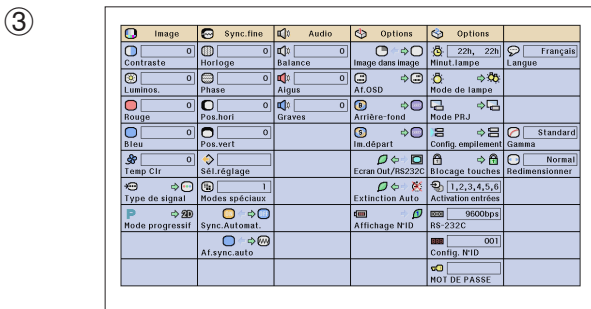 ③
Image Sync.fine Audio Options Options
0 0 0 22h, 22h Français
Contraste Horloge Balance Image dans image Minut.lampe Langue
0 0 0
Luminos. Phase Aigus Af.OSD Mode de lampe
0 0 0 B
Rouge Pos.hori Graves Arrière-fond Mode PRJ
0 0 S Standard
Bleu Pos.vert Im.départ Config. empilement Gamma
0 Normal
Temp Clr Sél.réglage Ecran Out/RS232C Blocage touches Redimensionner
1 1,2,3,4,5,6
Type de signal Modes spéciaux Extinction Auto Activation entrées
P 9600bps
Mode progressif Sync.Automat. Affichage N'ID RS-232C
001
Af.sync.auto Config. N'ID
MOT DE PASSE